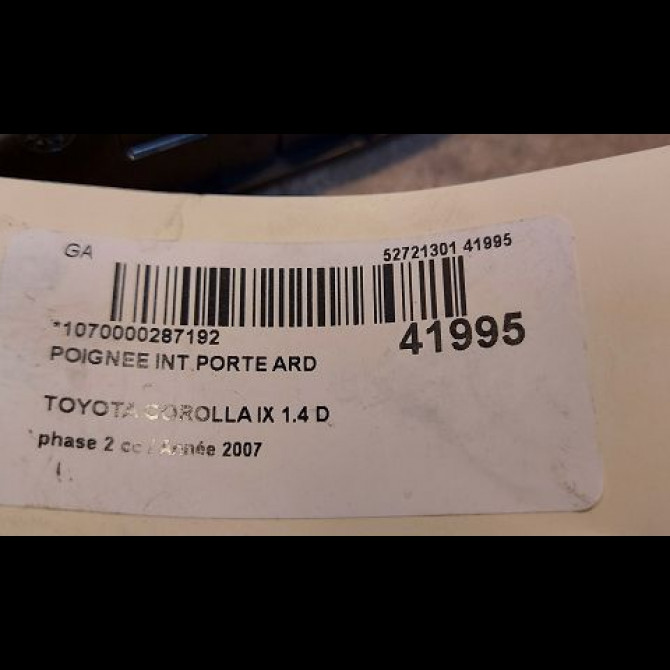 GA
52721301 41995
*1070000287192
41995
POIGNEE INT PORTE ARD
TOYOTA COROLLA IX 1.4 D
phase 2 / Année 2007